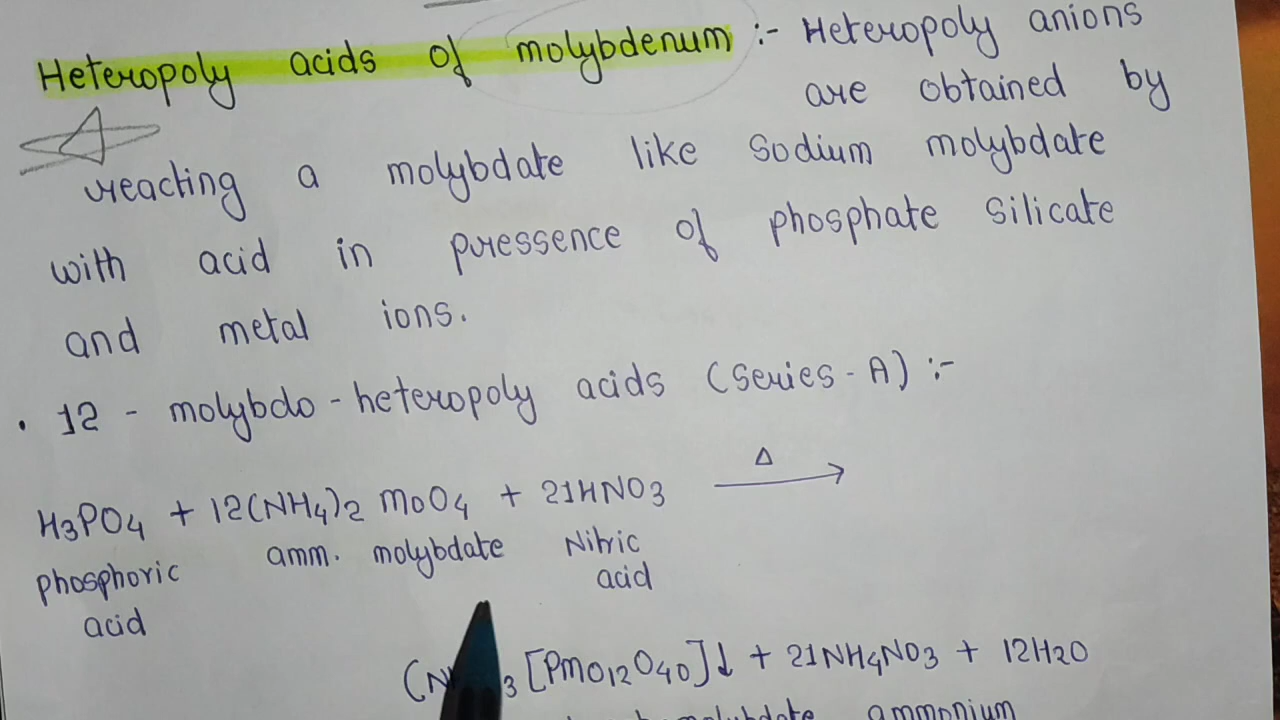 Heteropoly acids of molybdenum :- Heteropoly anions
are obtained by
reacting a molybdate like Sodium molybdate
with acid in pressence of phosphate silicate
and metal ions.
• 12 - molybdo - heteropoly acids (Series - A) :-
H3PO4 + 12(NH4)2 MoO4 + 21HNO3 Δ→
phosphoric amm. molybdate Nitric
acid acid
3 [PMo12O40]↓ + 21NH4NO3 + 12H2O
ammonium